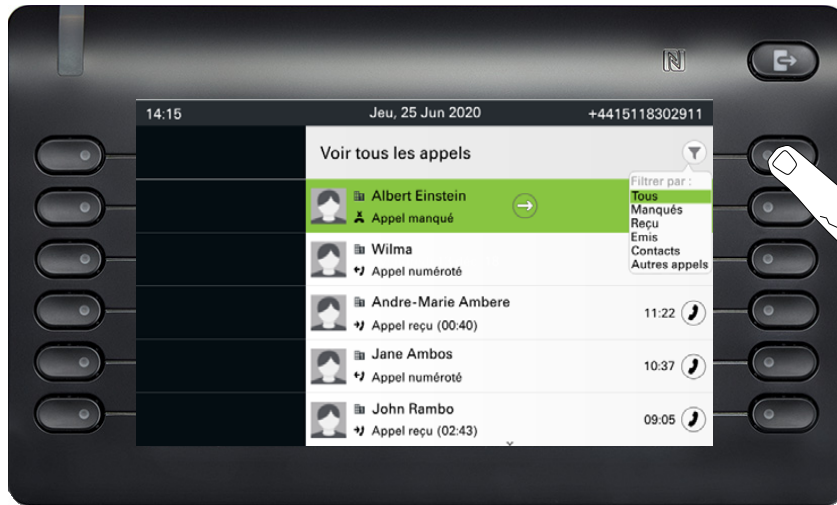 14:15 Jeu, 25 Jun 2020 +4415118302911
Voir tous les appels
Filtrer par :
Tous
Manqués
Reçu
Emis
Contacts
Autres appels
Albert Einstein
Appel manqué
Wilma
Appel numéroté
Andre-Marie Ambere
Appel reçu (00:40)
11:22
Jane Ambos
Appel numéroté
10:37
John Rambo
Appel reçu (02:43)
09:05